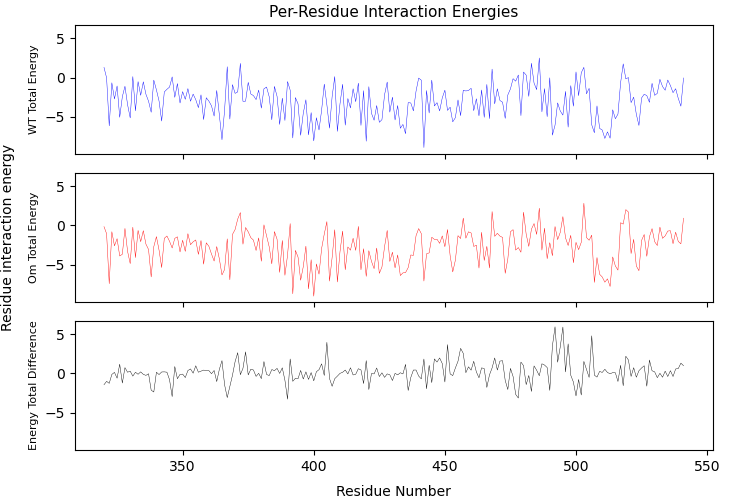 Per-Residue Interaction Energies
Residue interaction energy
WT Total Energy
5
0
−5
Om Total Energy
5
0
−5
Energy Total Difference
5
0
−5
350
400
450
500
550
Residue Number